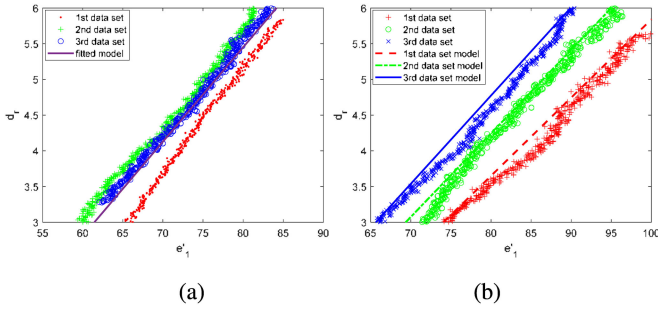 6
5.5
5
4.5
4
3.5
3
d_r
1st data set
2nd data set
3rd data set
fitted model
55 60 65 70 75 80 85 90
e'_1
(a)
6
5.5
5
4.5
4
3.5
3
d_r
1st data set
2nd data set
3rd data set
1st data set model
2nd data set model
3rd data set model
65 70 75 80 85 90 95 100
e'_1
(b)